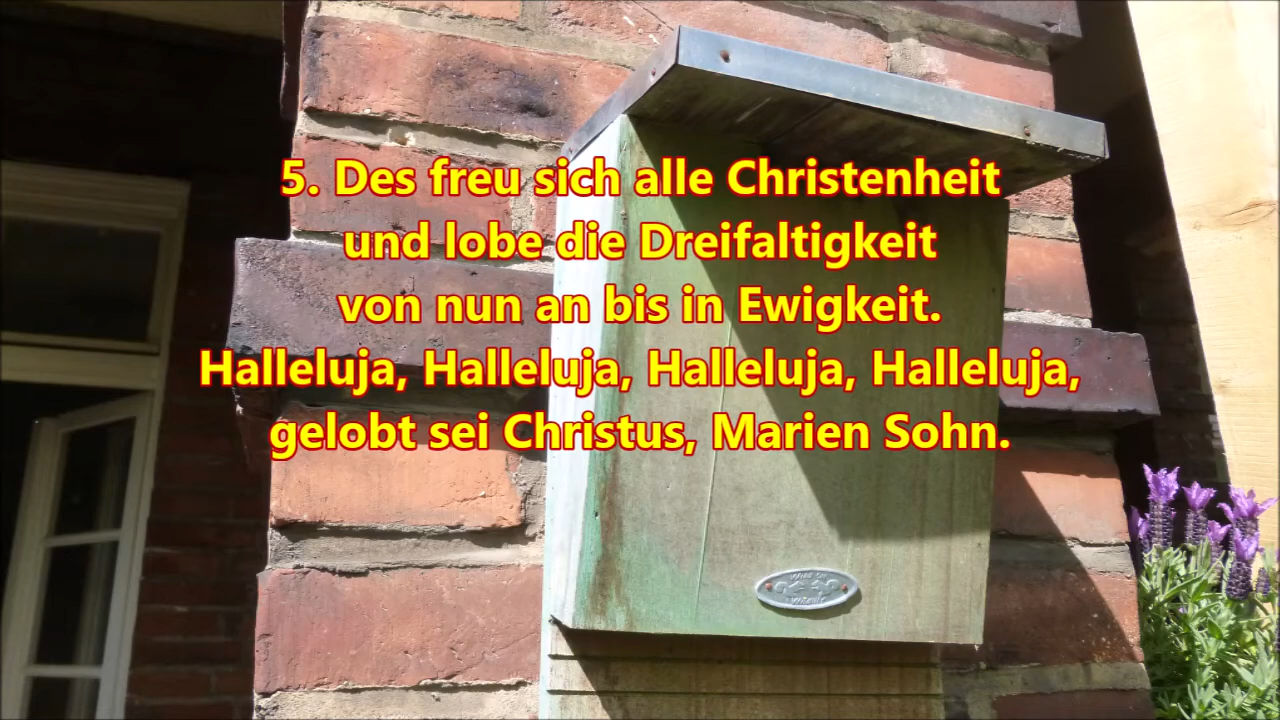 5. Des freu sich alle Christenheit
und lobe die Dreifaltigkeit
von nun an bis in Ewigkeit.
Halleluja, Halleluja, Halleluja, Halleluja,
gelobt sei Christus, Marien Sohn.